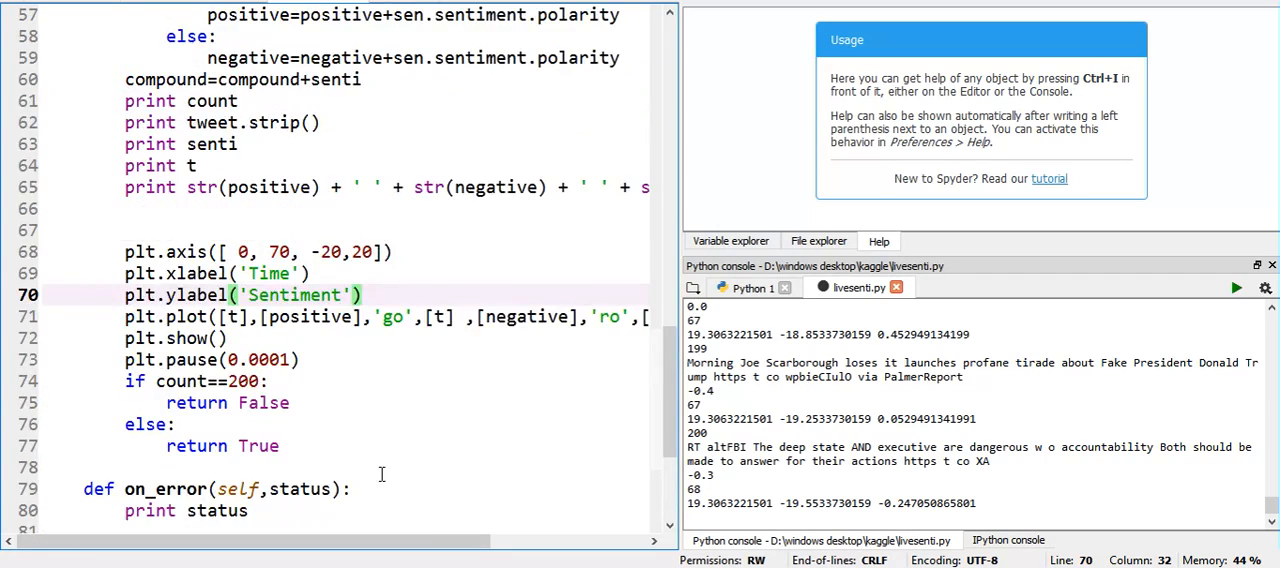 57 positive=positive+sen.sentiment.polarity
58 else:
59 negative=negative+sen.sentiment.polarity
60 compound=compound+senti
61 print count
62 print tweet.strip()
63 print senti
64 print t
65 print str(positive) + ' ' + str(negative) + ' ' + s
66
67
68 plt.axis([ 0, 70, -20,20])
69 plt.xlabel('Time')
70 plt.ylabel('Sentiment')
71 plt.plot([t],[positive],'go',[t] ,[negative],'ro',[
72 plt.show()
73 plt.pause(0.0001)
74 if count==200:
75 return False
76 else:
77 return True
78
79 def on_error(self,status):
80 print status
81
Usage
Here you can get help of any object by pressing Ctrl+I in
front of it, either on the Editor or the Console.
Help can also be shown automatically after writing a left
parenthesis next to an object. You can activate this
behavior in Preferences > Help.
New to Spyder? Read our tutorial
Variable explorer File explorer Help
Python console - D:\windows desktop\kaggle\livesenti.py
Python 1 livesenti.py
0.0
67
19.3063221501 -18.8533730159 0.452949134199
199
Morning Joe Scarborough loses it launches profane tirade about Fake President Donald Tr
ump https t co wpbieCIulO via PalmerReport
-0.4
67
19.3063221501 -19.2533730159 0.0529491341991
200
RT altFBI The deep state AND executive are dangerous w o accountability Both should be
made to answer for their actions https t co XA
-0.3
68
19.3063221501 -19.5533730159 -0.247050865801
Python console - D:\windows desktop\kaggle\livesenti.py IPython console
Permissions: RW End-of-lines: CRLF Encoding: UTF-8 Line: 70 Column: 32 Memory: 44 %